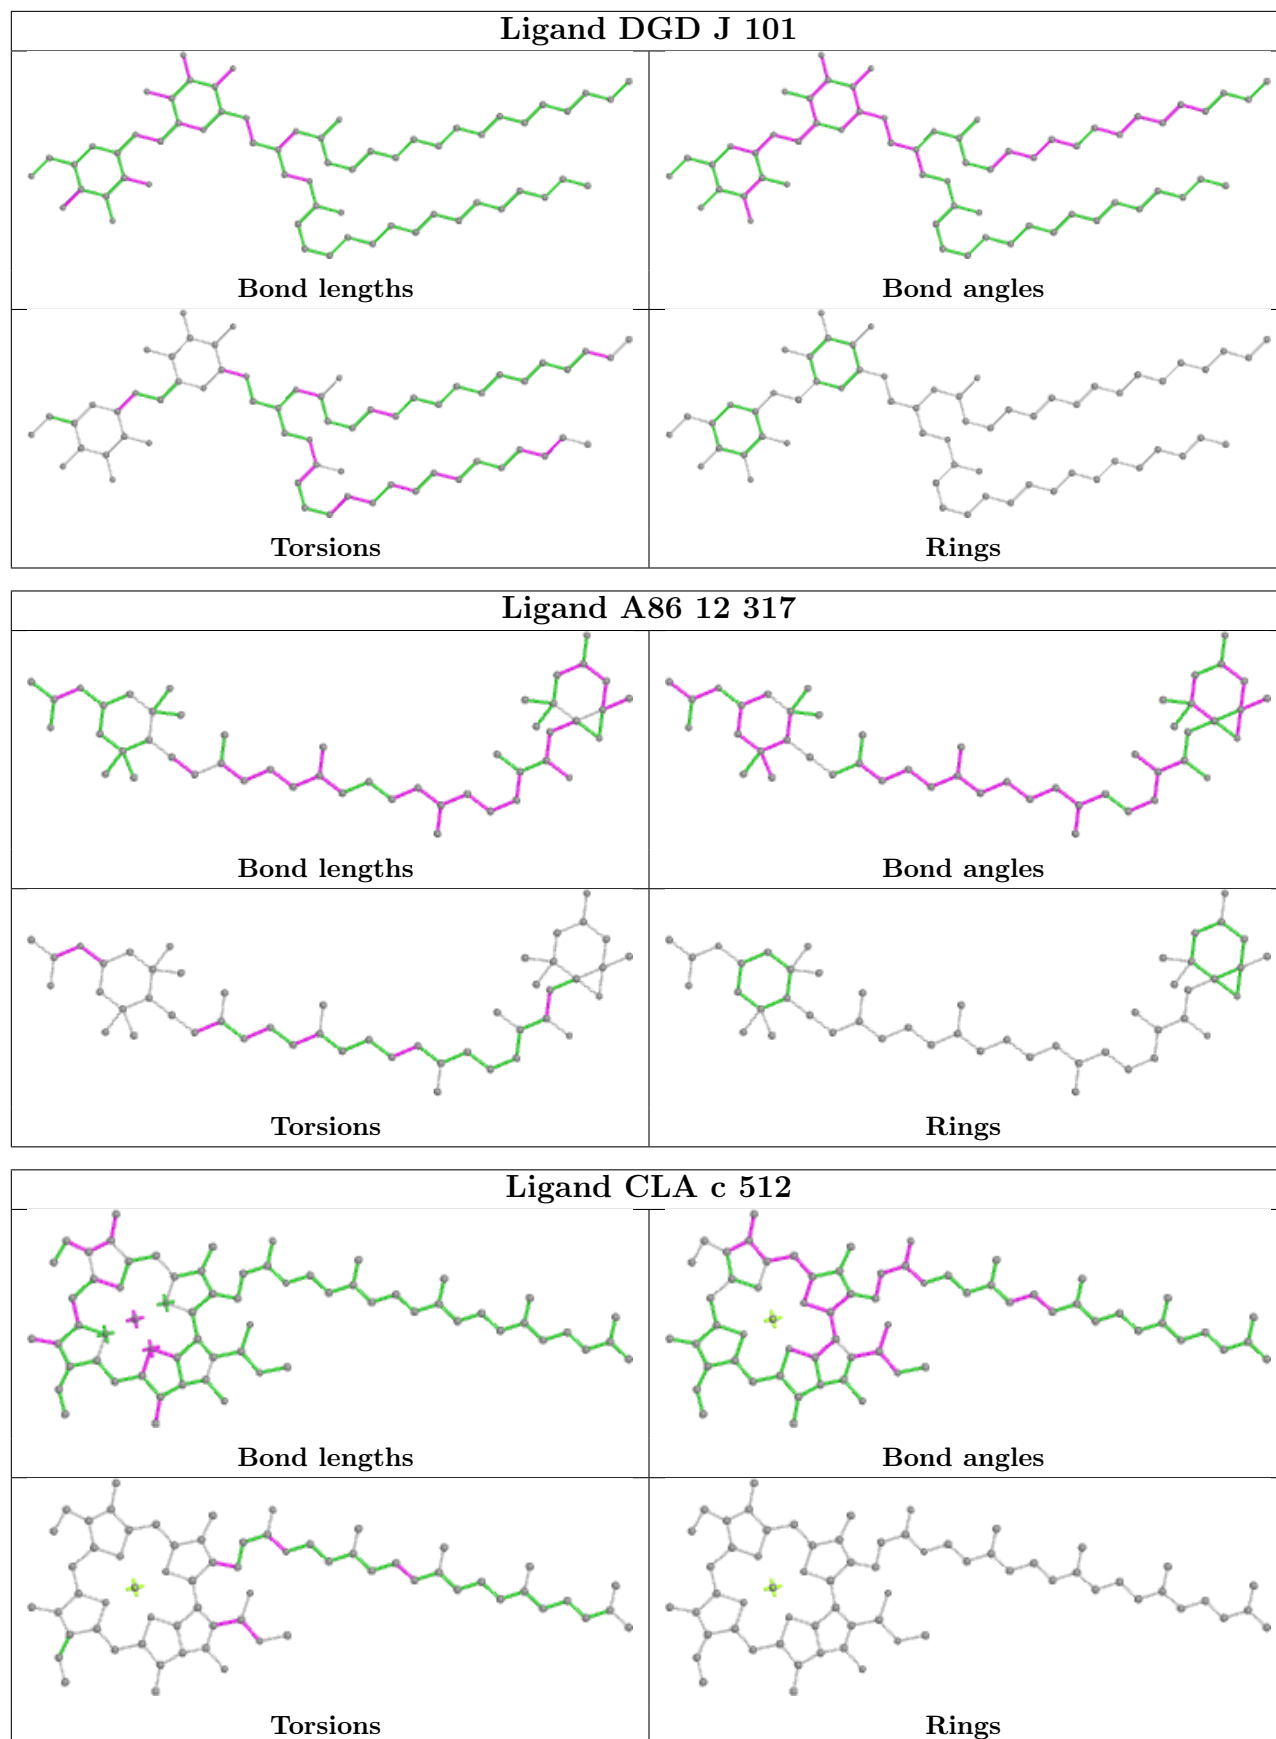 Ligand DGD J 101
Bond lengths
Bond angles
Torsions
Rings
Ligand A86 12 317
Bond lengths
Bond angles
Torsions
Rings
Ligand CLA c 512
Bond lengths
Bond angles
Torsions
Rings